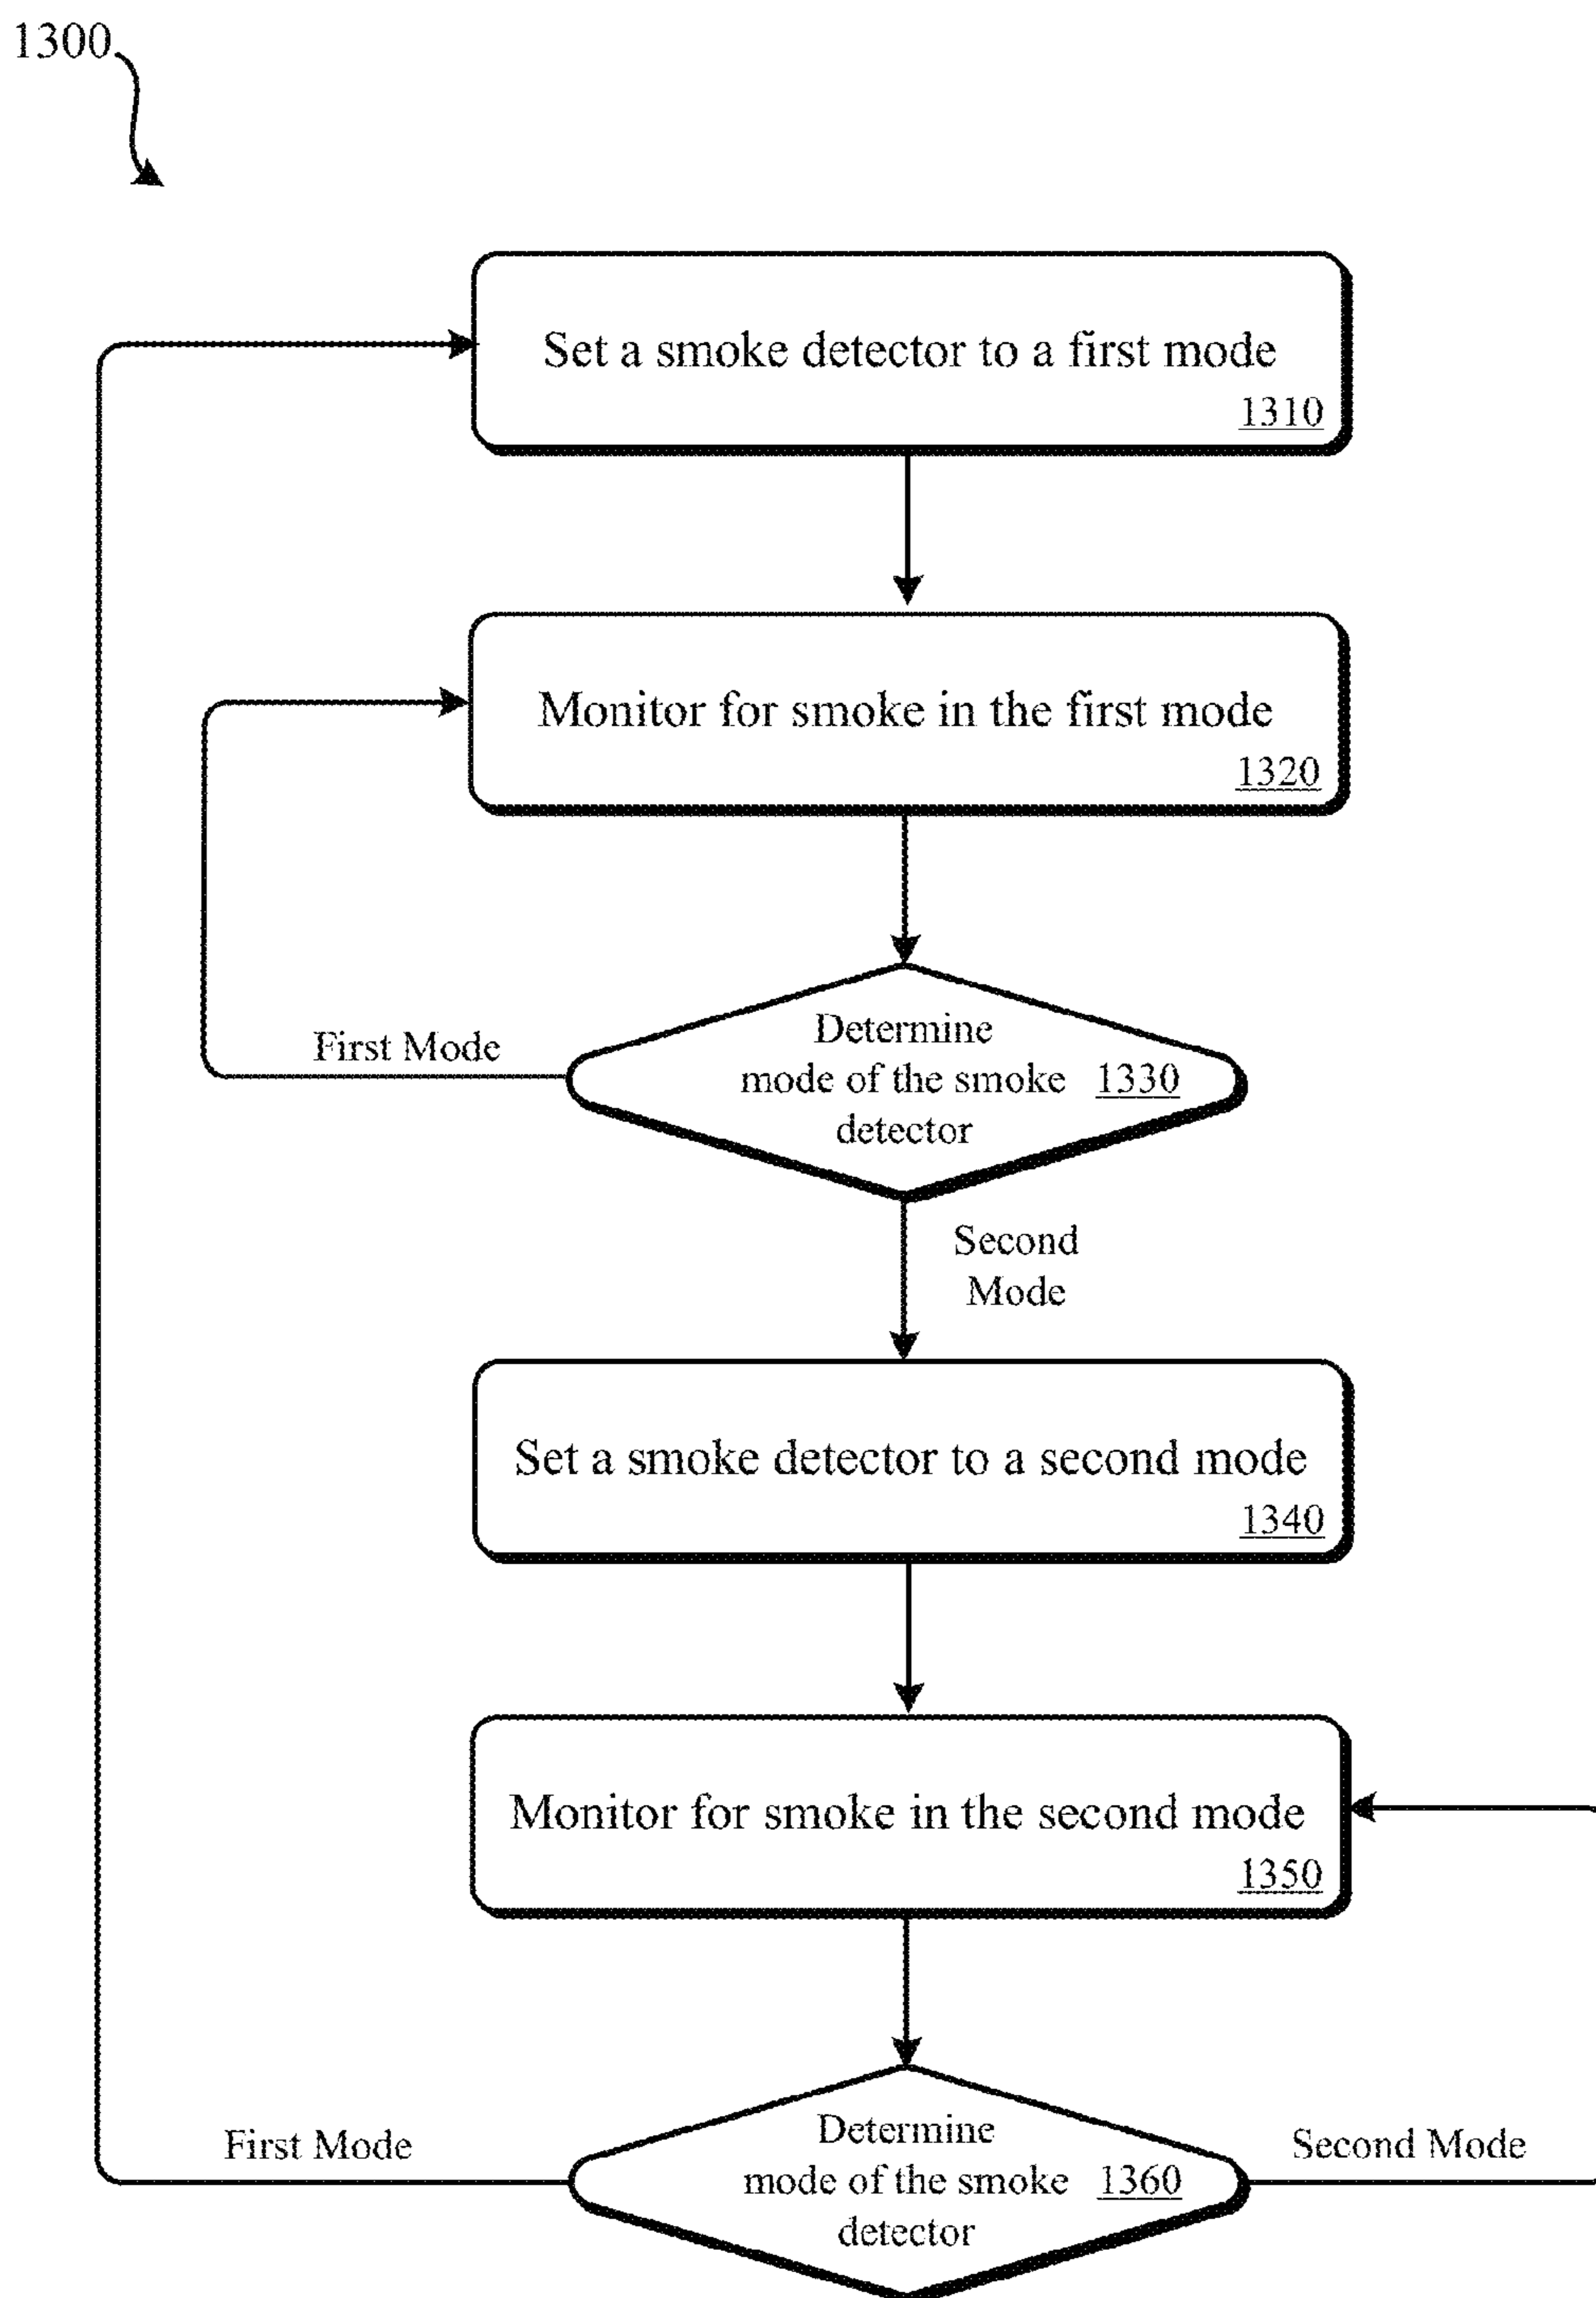 1300
Set a smoke detector to a first mode
1310
Monitor for smoke in the first mode
1320
First Mode
Determine
mode of the smoke 1330
detector
Second
Mode
Set a smoke detector to a second mode
1340
Monitor for smoke in the second mode
1350
First Mode
Determine
mode of the smoke 1360
detector
Second Mode